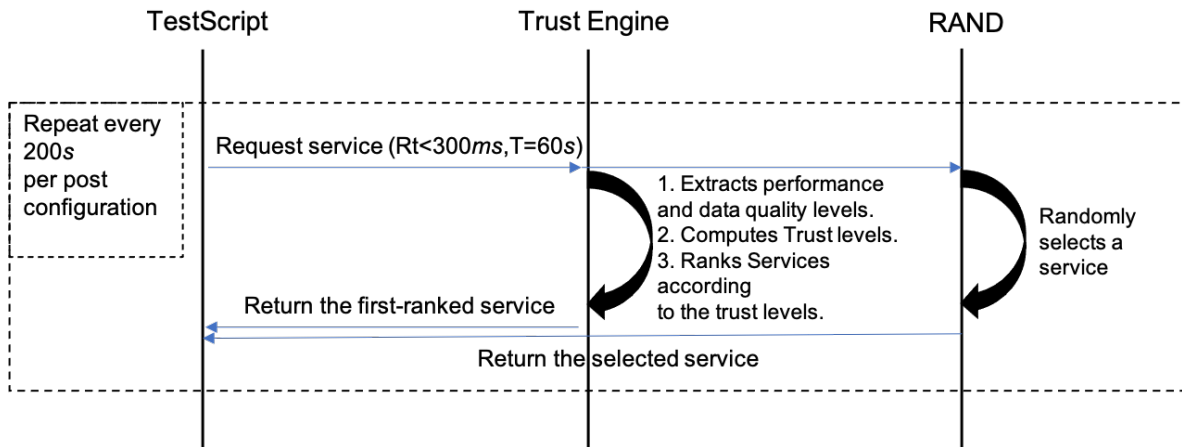 TestScript
Trust Engine
RAND
Repeat every
200s
per post
configuration
Request service (Rt<300ms,T=60s)
1. Extracts performance
and data quality levels.
2. Computes Trust levels.
3. Ranks Services
according
to the trust levels.
Randomly
selects a
service
Return the first-ranked service
Return the selected service